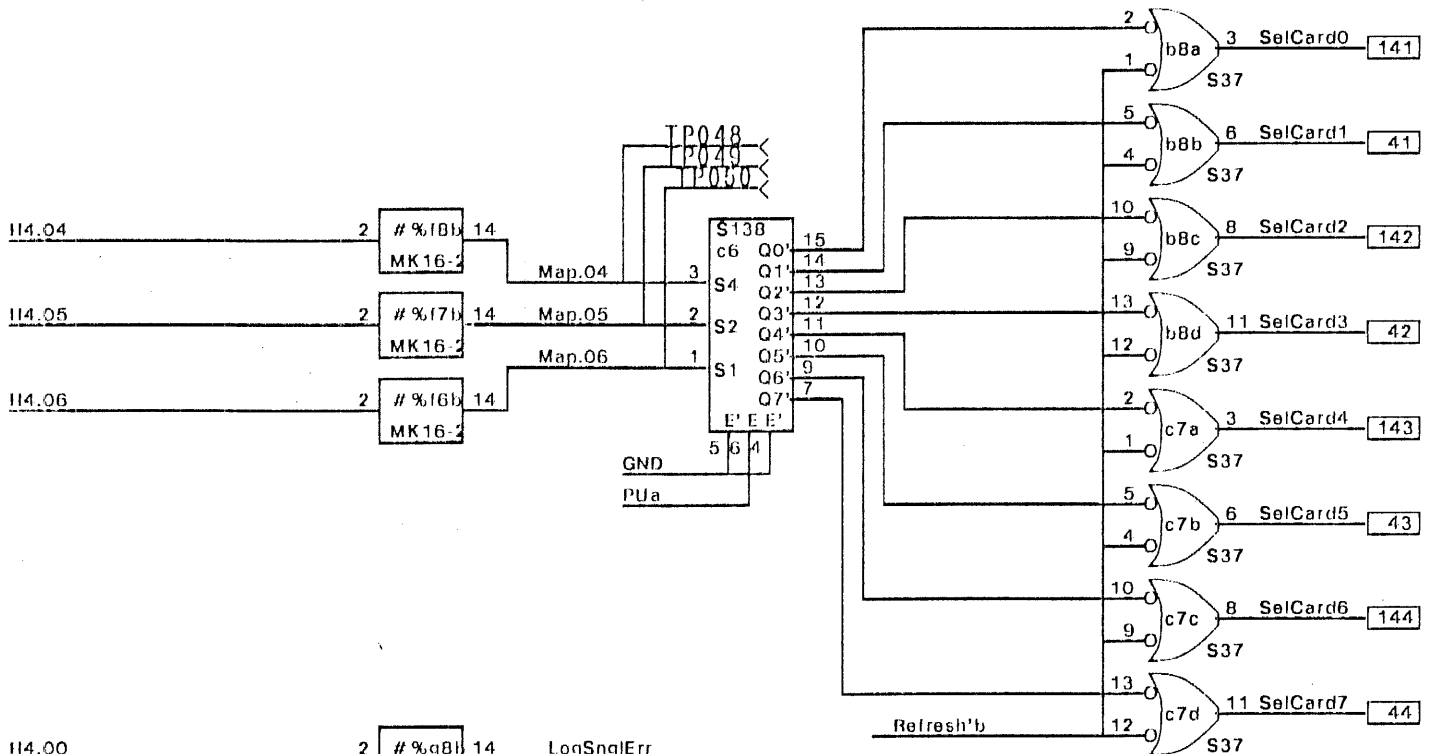 2 b8a 3 SelCard0 141
1 S37
TP048
TP049
TP050
5 b8b 6 SelCard1 41
4 S37
10 b8c 8 SelCard2 142
9 S37
13 b8d 11 SelCard3 42
12 S37
2 c7a 3 SelCard4 143
1 S37
5 c7b 6 SelCard5 43
4 S37
10 c7c 8 SelCard6 144
9 S37
13 c7d 11 SelCard7 44
12 S37
Refresh'b
H4.04 2 #%f8b 14
MK16-2
Map.04 3
H4.05 2 #%f7b 14 Map.05 2
MK16-2
Map.06 1
H4.06 2 #%f6b 14
MK16-2
S138
c6 Q0' 15
Q1' 14
S4 Q2' 13
Q3' 12
S2 Q4' 11
Q5' 10
S1 Q6' 9
Q7' 7
E' E E'
5 6 4
GND
PUa
H4.00 2 #%g8b 14 LogSnglErr